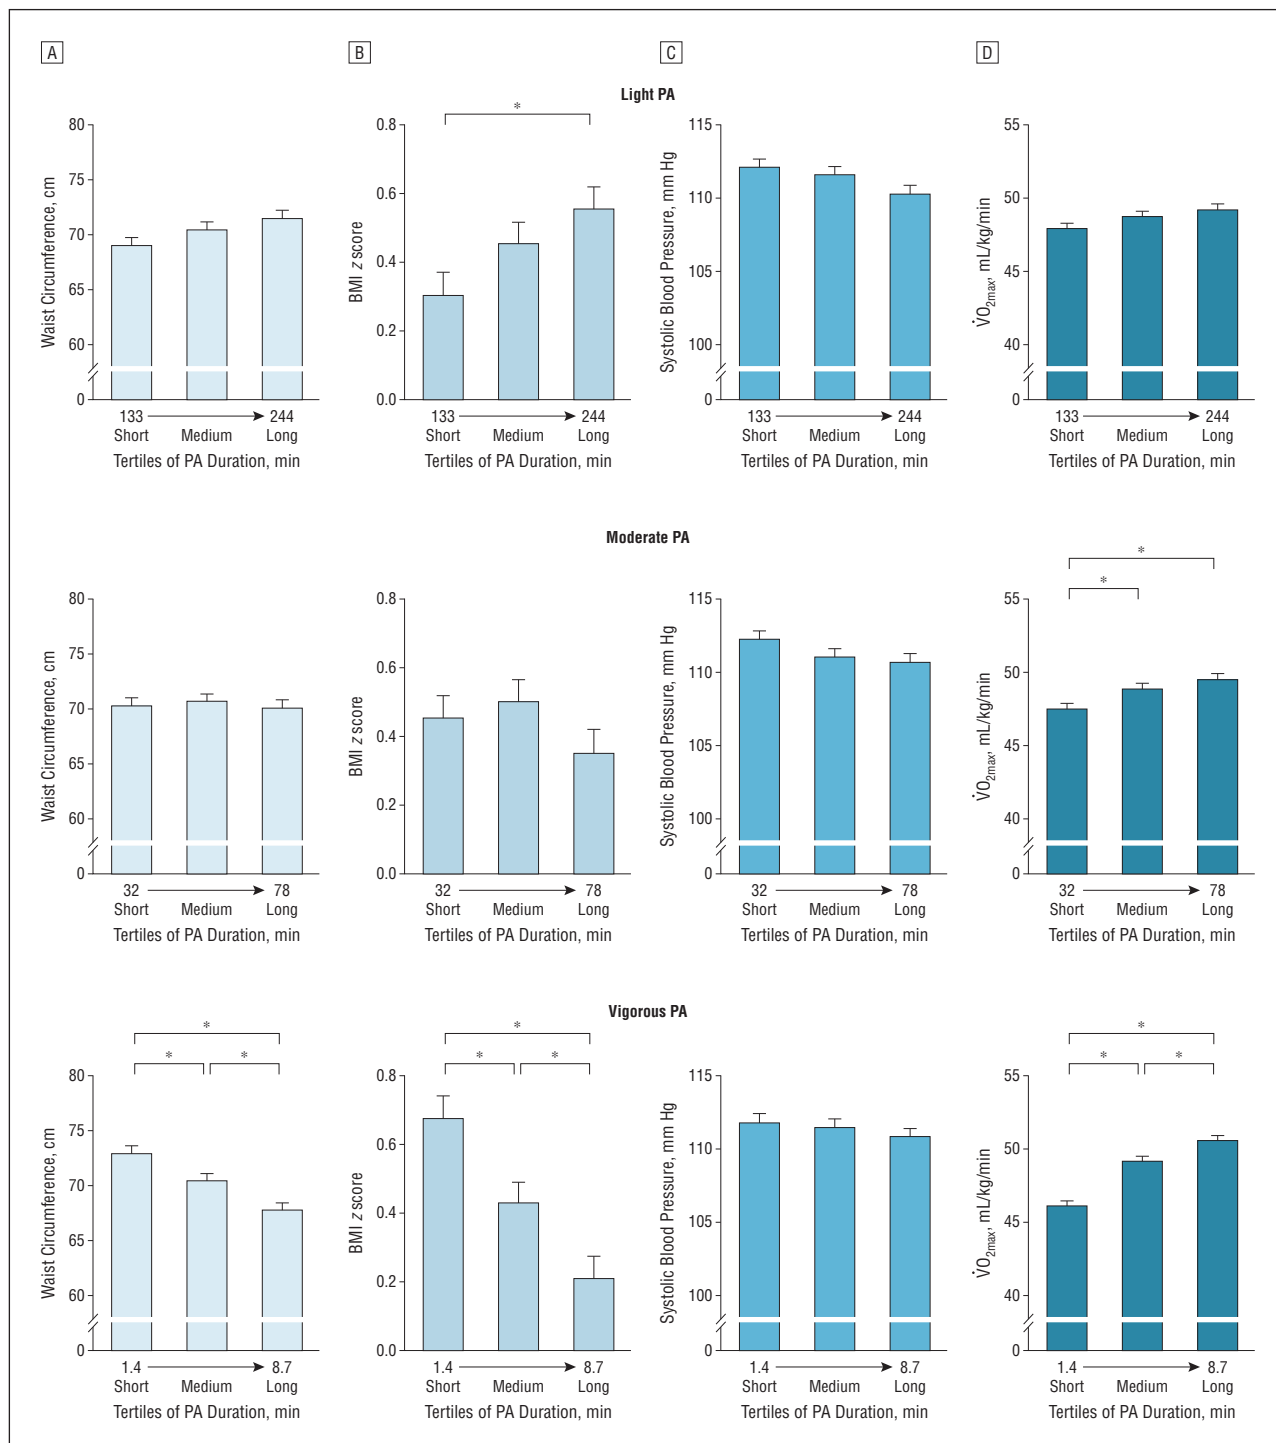 A
B
C
D
Light PA
80
75
70
65
60
0
Waist Circumference, cm
133
244
Short
Medium
Long
Tertiles of PA Duration, min
*
0.8
0.6
0.4
0.2
0.0
BMI z score
133
244
Short
Medium
Long
Tertiles of PA Duration, min
115
110
105
100
0
Systolic Blood Pressure, mm Hg
133
244
Short
Medium
Long
Tertiles of PA Duration, min
55
50
45
40
0
V̇O2max, mL/kg/min
133
244
Short
Medium
Long
Tertiles of PA Duration, min
Moderate PA
80
75
70
65
60
0
Waist Circumference, cm
32
78
Short
Medium
Long
Tertiles of PA Duration, min
0.8
0.6
0.4
0.2
0.0
BMI z score
32
78
Short
Medium
Long
Tertiles of PA Duration, min
115
110
105
100
0
Systolic Blood Pressure, mm Hg
32
78
Short
Medium
Long
Tertiles of PA Duration, min
*
*
55
50
45
40
0
V̇O2max, mL/kg/min
32
78
Short
Medium
Long
Tertiles of PA Duration, min
Vigorous PA
*
*
*
80
75
70
65
60
0
Waist Circumference, cm
1.4
8.7
Short
Medium
Long
Tertiles of PA Duration, min
*
*
*
0.8
0.6
0.4
0.2
0.0
BMI z score
1.4
8.7
Short
Medium
Long
Tertiles of PA Duration, min
115
110
105
100
0
Systolic Blood Pressure, mm Hg
1.4
8.7
Short
Medium
Long
Tertiles of PA Duration, min
*
*
*
55
50
45
40
0
V̇O2max, mL/kg/min
1.4
8.7
Short
Medium
Long
Tertiles of PA Duration, min